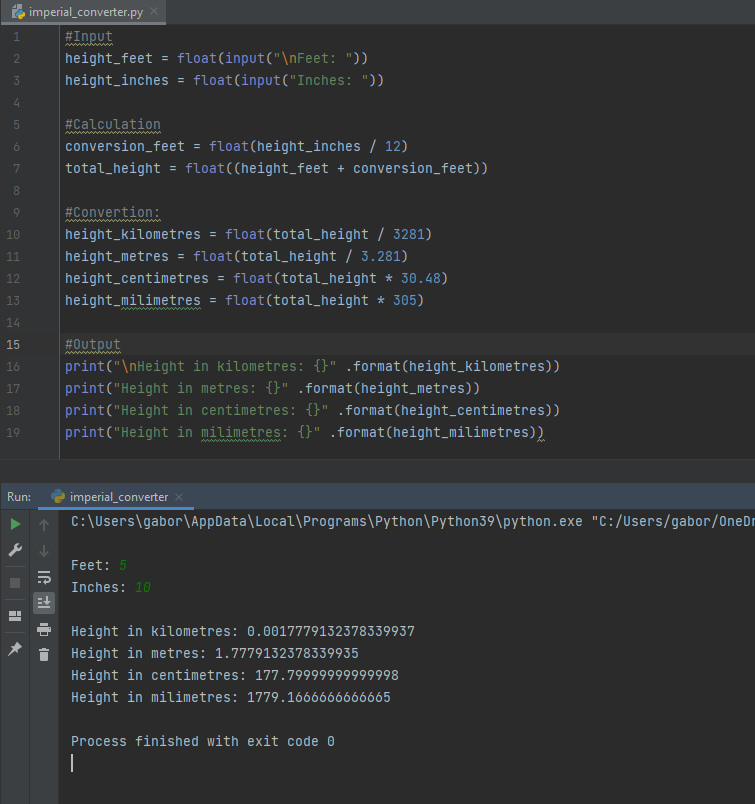 imperial_converter.py
1 #Input
2 height_feet = float(input("\nFeet: "))
3 height_inches = float(input("Inches: "))
4
5 #Calculation
6 conversion_feet = float(height_inches / 12)
7 total_height = float((height_feet + conversion_feet))
8
9 #Convertion:
10 height_kilometres = float(total_height / 3281)
11 height_metres = float(total_height / 3.281)
12 height_centimetres = float(total_height * 30.48)
13 height_milimetres = float(total_height * 305)
14
15 #Output
16 print("\nHeight in kilometres: {}" .format(height_kilometres))
17 print("Height in metres: {}" .format(height_metres))
18 print("Height in centimetres: {}" .format(height_centimetres))
19 print("Height in milimetres: {}" .format(height_milimetres))
Run: imperial_converter
C:\Users\gabor\AppData\Local\Programs\Python\Python39\python.exe "C:/Users/gabor/OneDr
Feet: 5
Inches: 10
Height in kilometres: 0.0017779132378339937
Height in metres: 1.7779132378339935
Height in centimetres: 177.79999999999998
Height in milimetres: 1779.1666666666665
Process finished with exit code 0